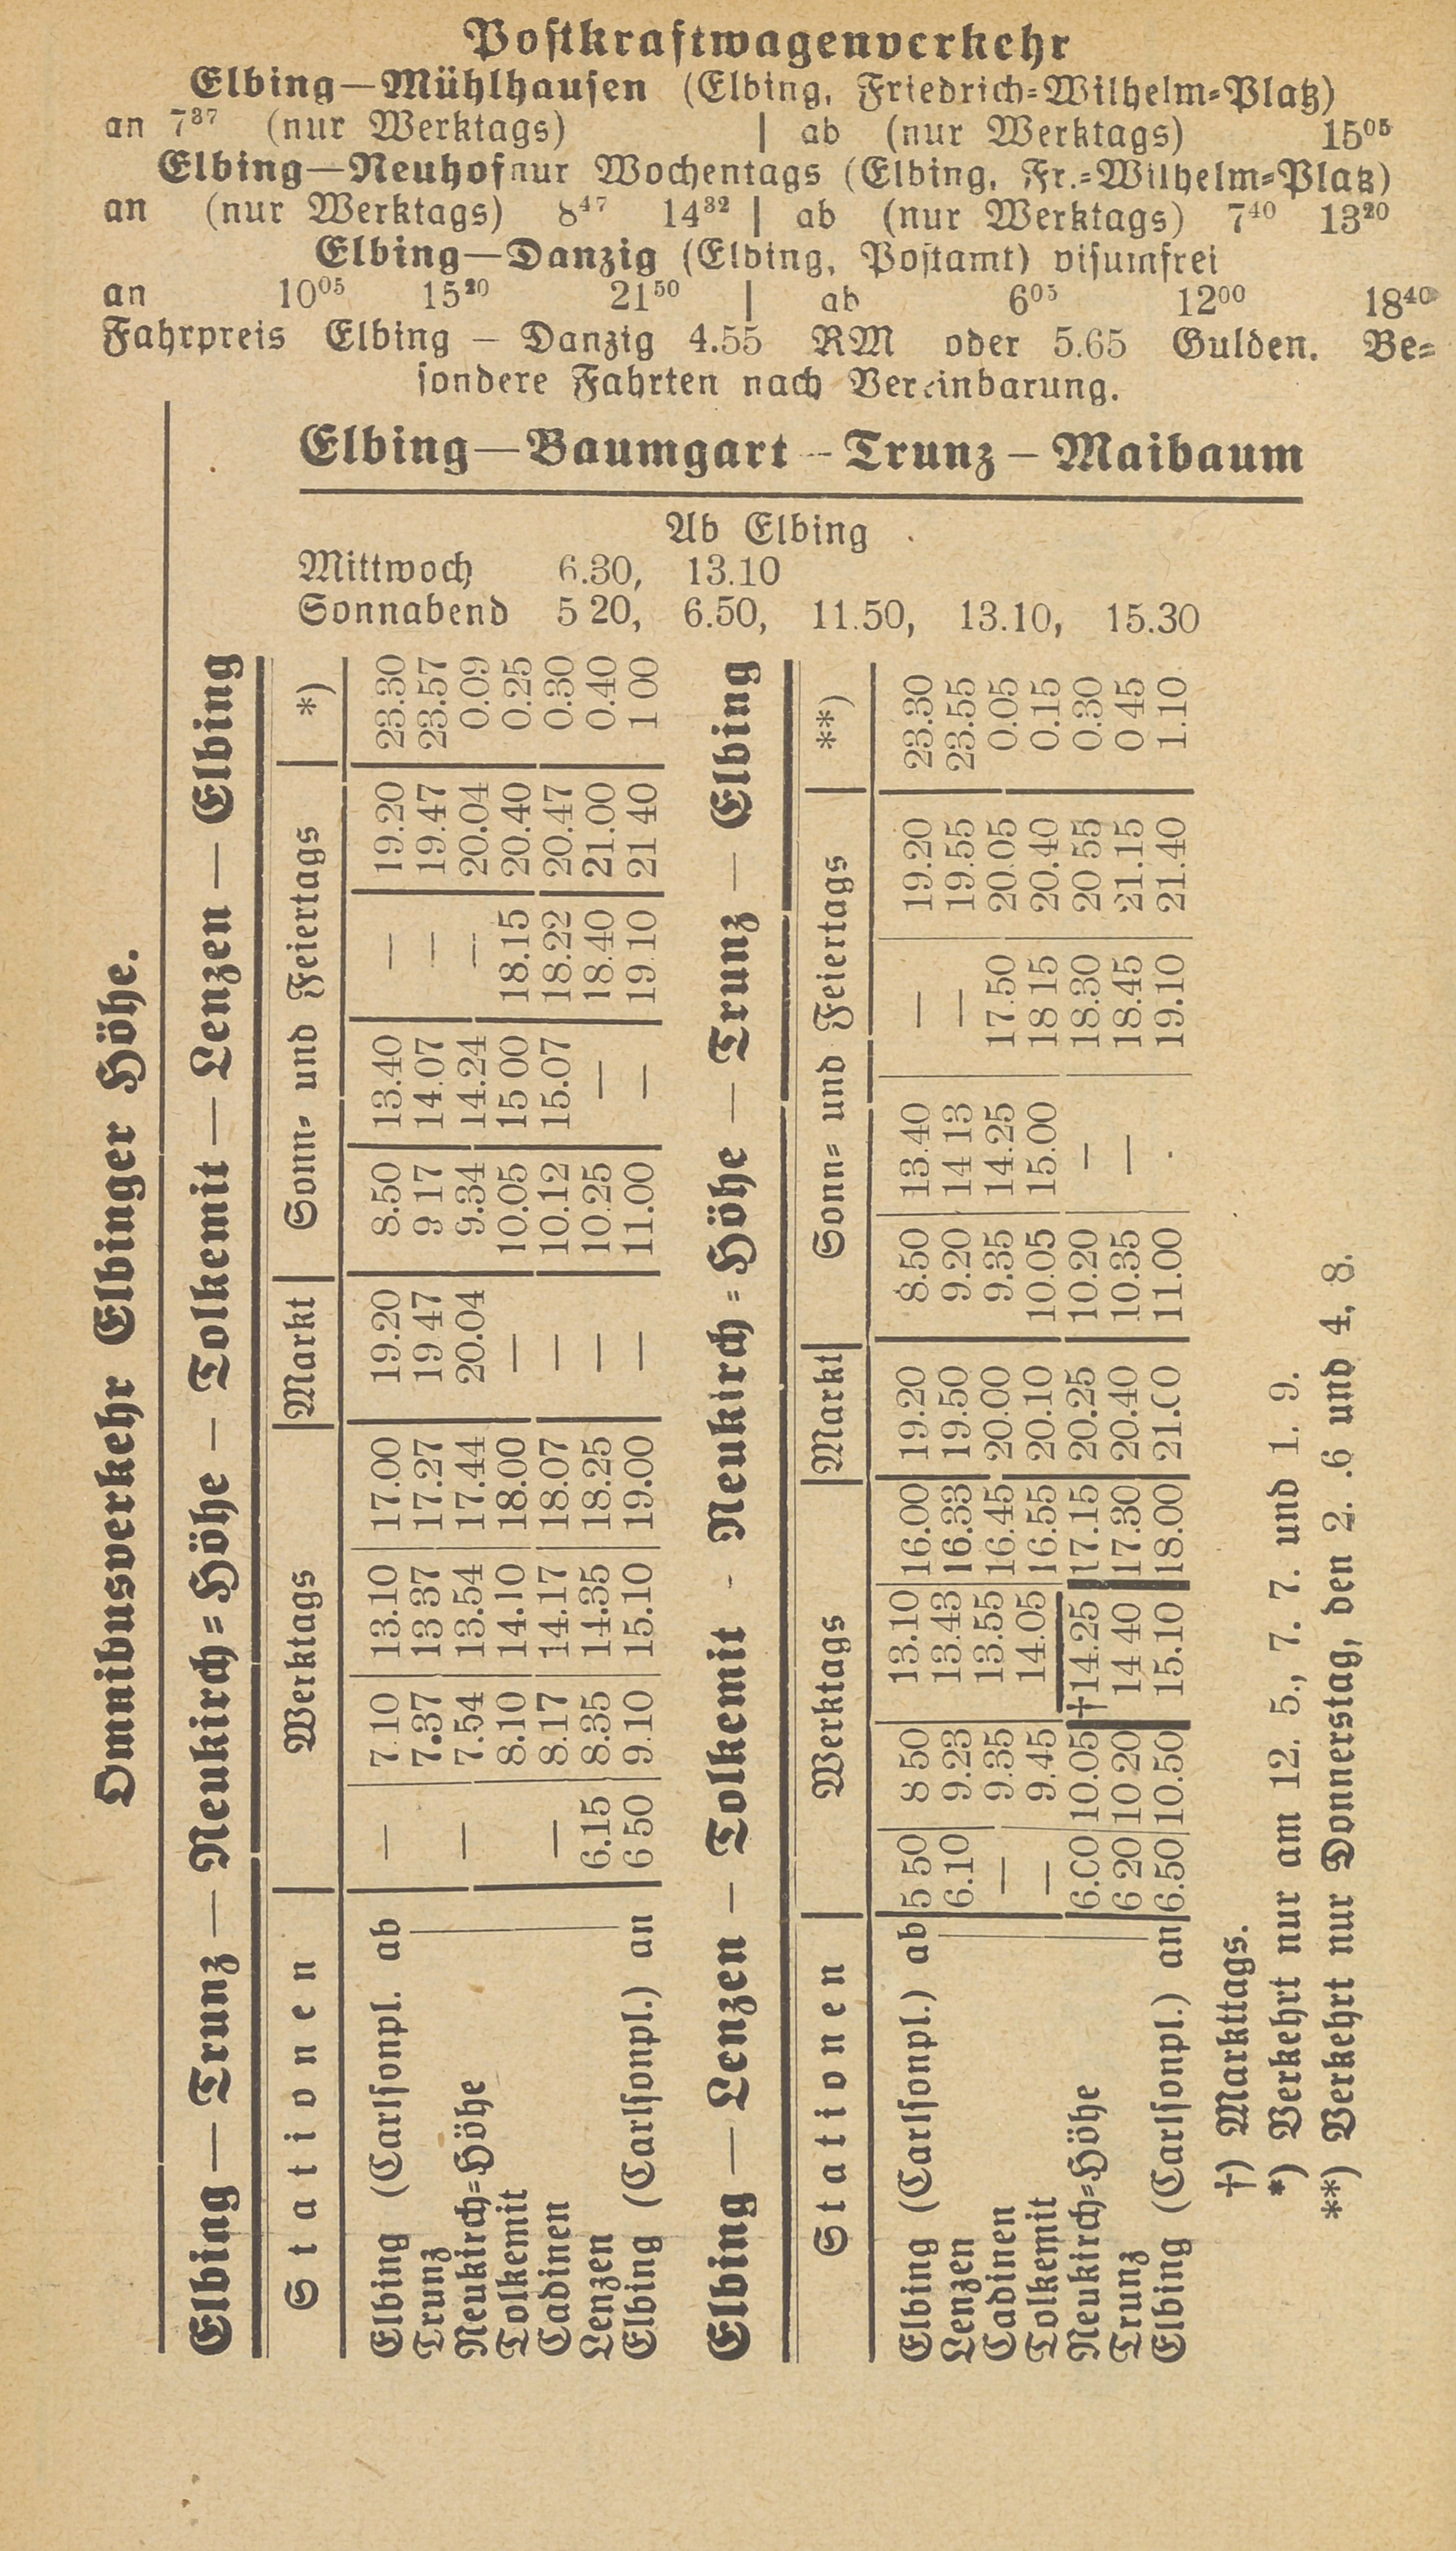 Postkraftwagenverkehr
Elbing—Mühlhausen (Elbing, Friedrich-Wilhelm-Platz)
an 7³⁷ (nur Werktags) | ab (nur Werktags) 15⁰⁵
Elbing—Neuhof nur Wochentags (Elbing, Fr.-Wilhelm-Platz)
an (nur Werktags) 8⁴⁷ 14³² | ab (nur Werktags) 7⁴⁰ 13²⁰
Elbing—Danzig (Elbing, Postamt) visumfrei
an 10⁰⁵ 15²⁰ 21⁵⁰ | ab 6⁰⁵ 12⁰⁰ 18⁴⁰
Fahrpreis Elbing – Danzig 4.55 RM oder 5.65 Gulden. Be-
sondere Fahrten nach Vereinbarung.
Elbing—Baumgart – Trunz – Maibaum
Ab Elbing
Mittwoch 6.30, 13.10
Sonnabend 5 20, 6.50, 11.50, 13.10, 15.30
Omnibusverkehr Elbinger Höhe.
Elbing — Trunz — Neukirch-Höhe – Tolkemit — Lenzen — Elbing
Stationen | Werktags | Markt | Sonn- und Feiertags | *)
Elbing (Carlsonpl. ab — 7.10 13.10 17.00 19.20 8.50 13.40 — 19.20 23.30
Trunz 7.37 13 37 17.27 19 47 9 17 14.07 — 19.47 23.57
Neukirch-Höhe — 7.54 13.54 17.44 20.04 9.34 14.24 — 20.04 0.09
Tolkemit 8.10 14.10 18.00 — 10.05 15 00 18.15 20.40 0.25
Cadinen — 8.17 14.17 18.07 — 10.12 15.07 18.22 20.47 0.30
Lenzen 6.15 8.35 14.35 18.25 — 10.25 — 18.40 21.00 0.40
Elbing (Carlsonpl.) an 6 50 9.10 15.10 19.00 — 11.00 — 19.10 21 40 1 00
Elbing — Lenzen — Tolkemit - Neukirch-Höhe — Trunz — Elbing
Stationen | Werktags | Markt | Sonn- und Feiertags | **)
Elbing (Carlsonpl.) ab 5 50 8 50 13.10 16.00 19.20 8.50 13.40 — 19.20 23.30
Lenzen 6.10 9.23 13.43 16.33 19.50 9.20 14 13 — 19.55 23.55
Cadinen — 9.35 13.55 16.45 20.00 9.35 14.25 17.50 20.05 0.05
Tolkemit — 9.45 14.05 16.55 20.10 10.05 15.00 18 15 20.40 0.15
Neukirch-Höhe 6.00 10.05 †14.25 17.15 20.25 10.20 — 18.30 20 55 0.30
Trunz 6 20 10 20 14 40 17.30 20.40 10.35 — 18.45 21.15 0 45
Elbing (Carlsonpl.) an 6.50 10.50 15.10 18.00 21.00 11.00 . 19.10 21.40 1.10
†) Markttags.
*) Verkehrt nur am 12. 5., 7. 7. und 1. 9.
**) Verkehrt nur Donnerstag, den 2. .6 und 4. 8.